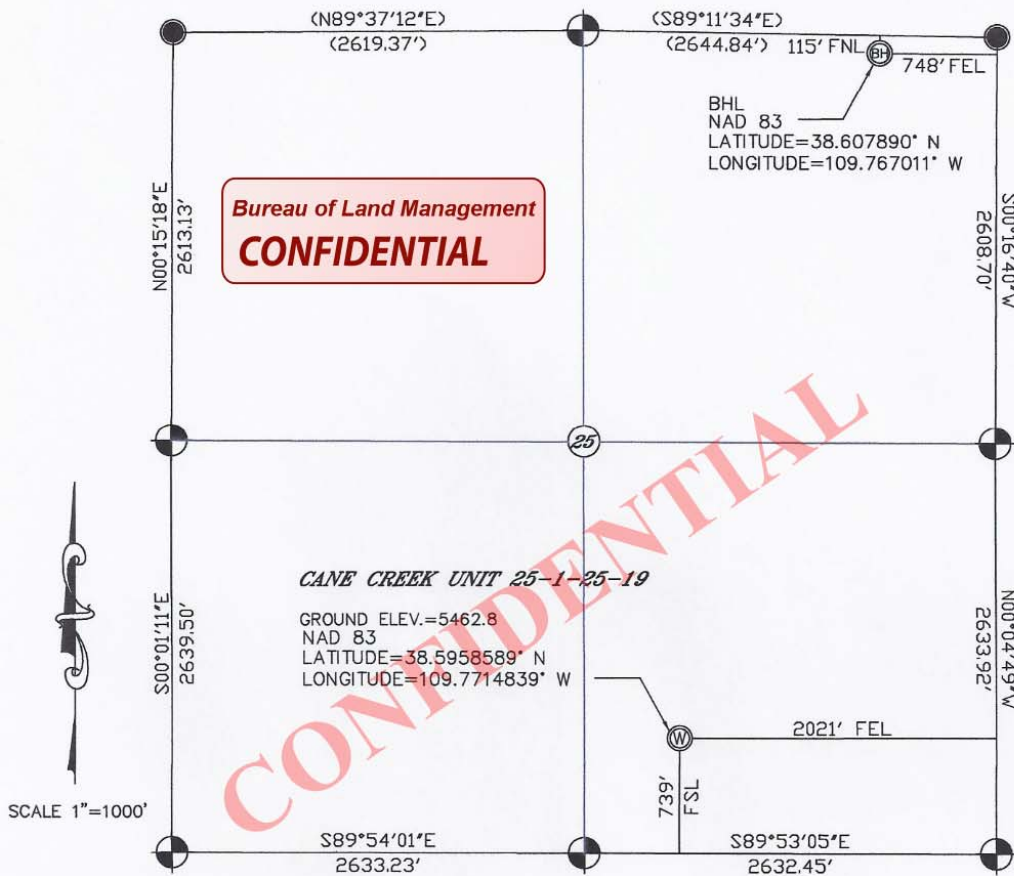 (N89°37'12"E)
(2619.37')
(S89°11'34"E)
(2644.84')
115' FNL
BH
748' FEL
BHL
NAD 83
LATITUDE=38.607890° N
LONGITUDE=109.767011° W
Bureau of Land Management
CONFIDENTIAL
N00°15'18"E
2613.13'
S00°16'40"W
2608.70'
25
CONFIDENTIAL
CANE CREEK UNIT 25-1-25-19
GROUND ELEV.=5462.8
NAD 83
LATITUDE=38.5958589° N
LONGITUDE=109.7714839° W
S00°01'11"E
2639.50'
N00°04'49"W
2633.92'
W
2021' FEL
739'
FSL
SCALE 1"=1000'
S89°54'01"E
2633.23'
S89°53'05"E
2632.45'